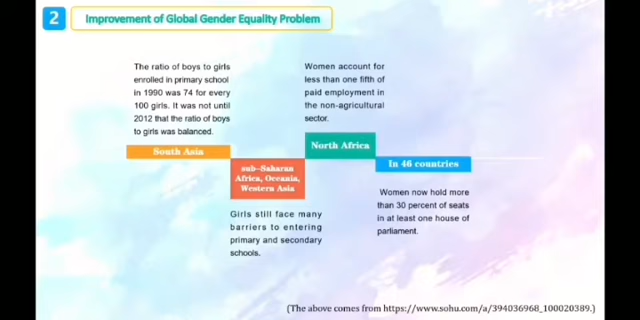 2
Improvement of Global Gender Equality Problem
The ratio of boys to girls
enrolled in primary school
in 1990 was 74 for every
100 girls. It was not until
2012 that the ratio of boys
to girls was balanced.
South Asia
sub-Saharan
Africa, Oceania,
Western Asia
Girls still face many
barriers to entering
primary and secondary
schools.
Women account for
less than one fifth of
paid employment in
the non-agricultural
sector.
North Africa
In 46 countries
Women now hold more
than 30 percent of seats
in at least one house of
parliament.
(The above comes from https://www.sohu.com/a/394036968_100020389.)